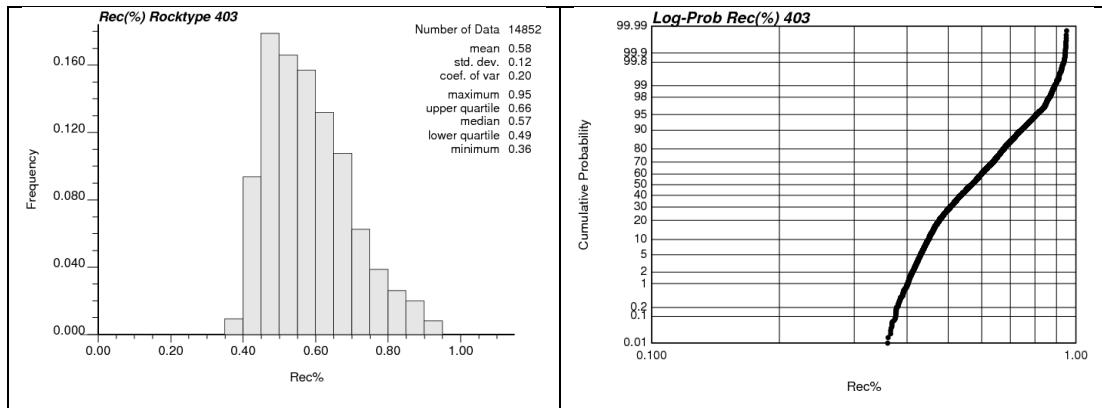 Rec(%) Rocktype 403
Number of Data 14852
mean 0.58
std. dev. 0.12
coef. of var 0.20
maximum 0.95
upper quartile 0.66
median 0.57
lower quartile 0.49
minimum 0.36
Frequency
0.160
0.120
0.080
0.040
0.000
0.00 0.20 0.40 0.60 0.80 1.00
Rec%
Log-Prob Rec(%) 403
Cumulative Probability
99.99
99.9
99.8
99
98
95
90
80
70
60
50
40
30
20
10
5
2
1
0.2
0.1
0.01
0.100 1.00
Rec%